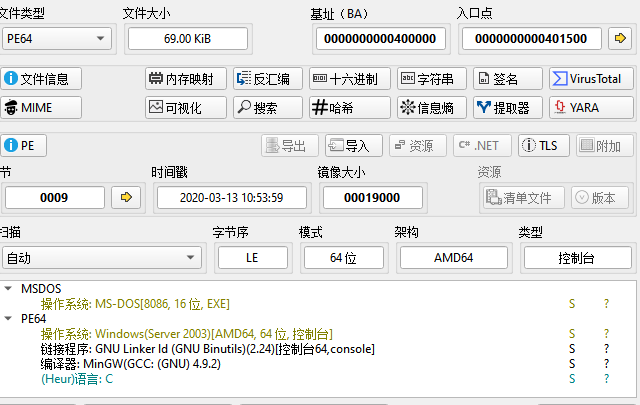 文件类型 文件大小 基址（BA） 入口点
PE64 69.00 KiB 0000000000400000 0000000000401500
文件信息 内存映射 反汇编 十六进制 字符串 签名 VirusTotal
MIME 可视化 搜索 哈希 信息熵 提取器 YARA
PE 导出 导入 资源 .NET TLS 附加
节 时间戳 镜像大小 资源
0009 2020-03-13 10:53:59 00019000 清单文件 版本
扫描 字节序 模式 架构 类型
自动 LE 64 位 AMD64 控制台
MSDOS
操作系统: MS-DOS[8086, 16 位, EXE] S ?
PE64
操作系统: Windows(Server 2003)[AMD64, 64 位, 控制台] S ?
链接程序: GNU Linker ld (GNU Binutils)(2.24)[控制台64,console] S ?
编译器: MinGW(GCC: (GNU) 4.9.2) S ?
(Heur)语言: C S ?